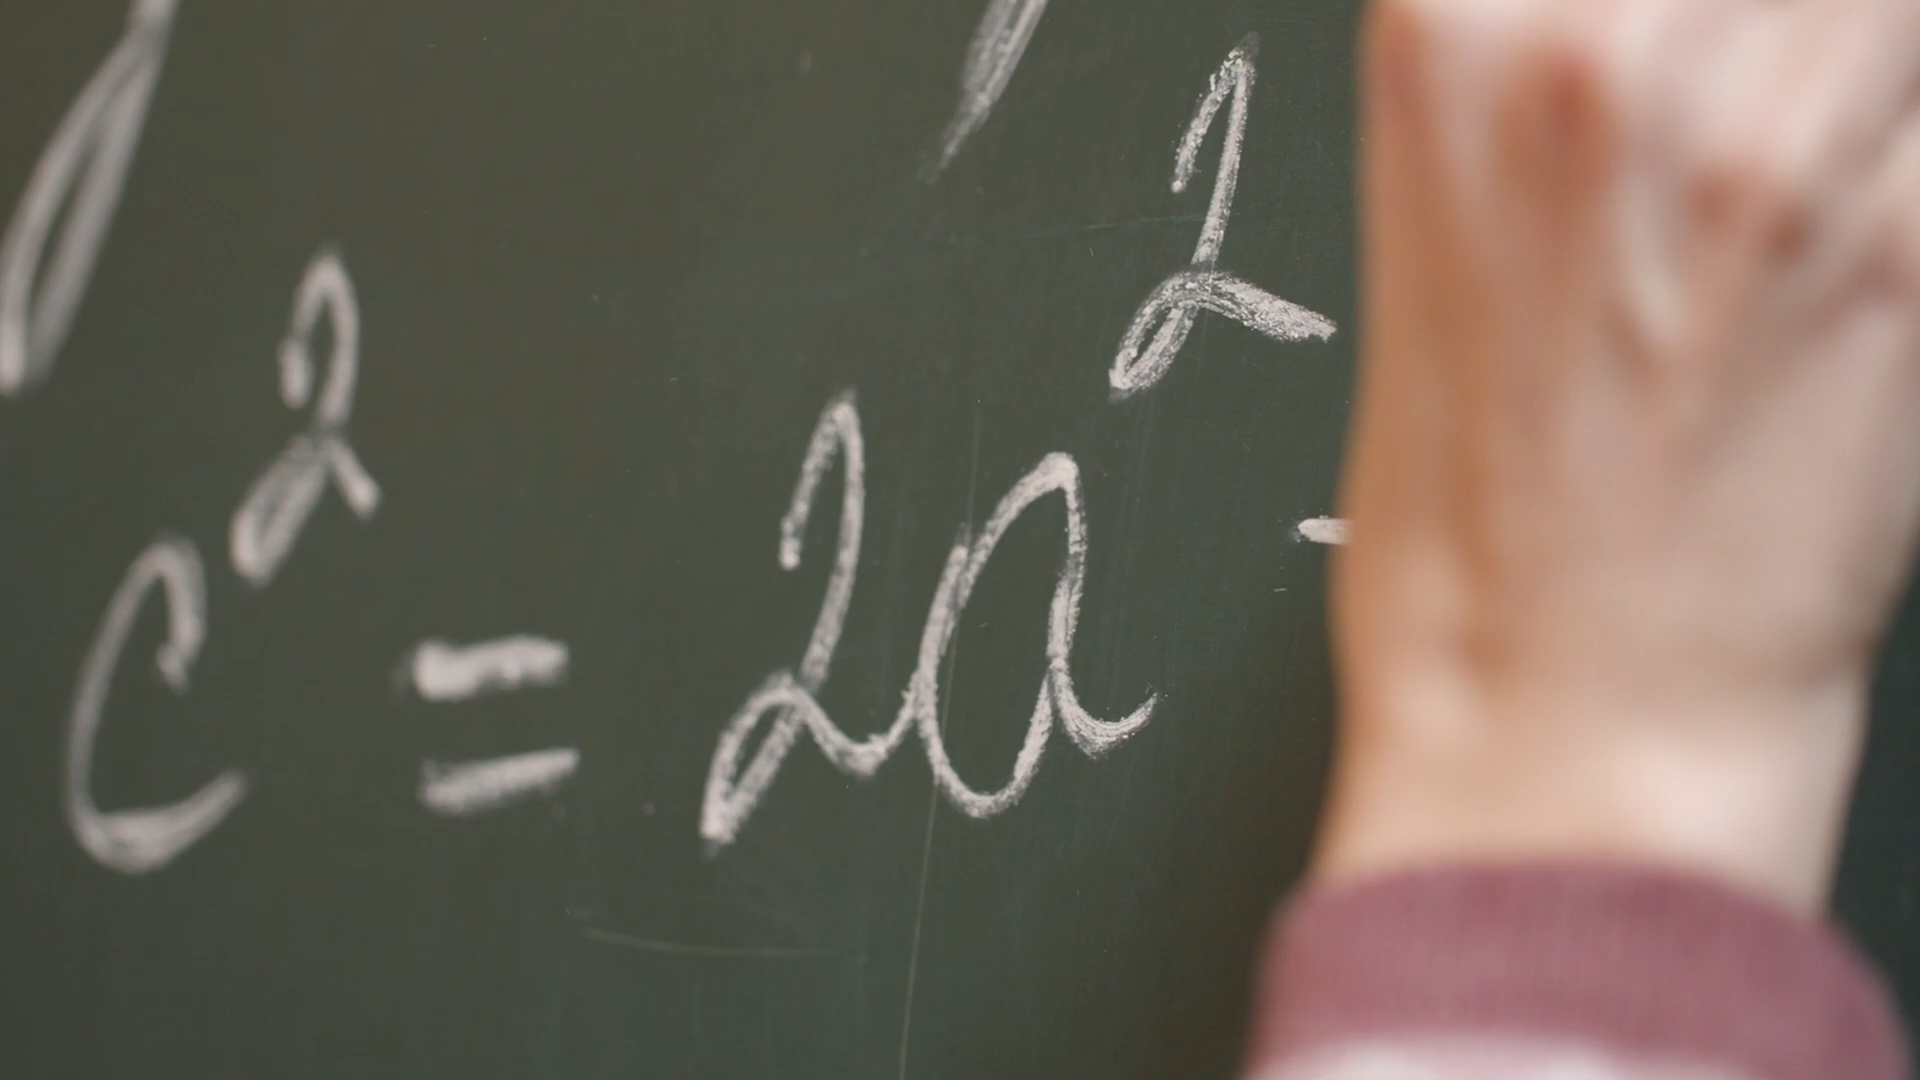 c² = 2a² -